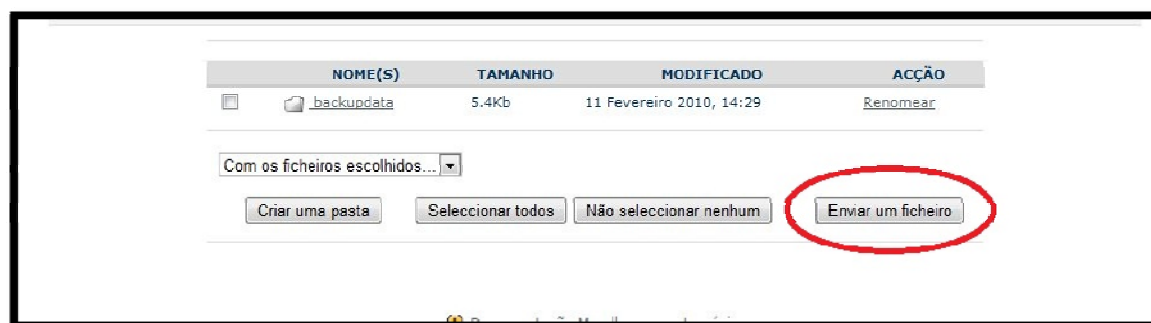 NOME(S) TAMANHO MODIFICADO ACÇÃO
backupdata 5.4Kb 11 Fevereiro 2010, 14:29 Renomear
Com os ficheiros escolhidos...
Criar uma pasta Seleccionar todos Não seleccionar nenhum Enviar um ficheiro